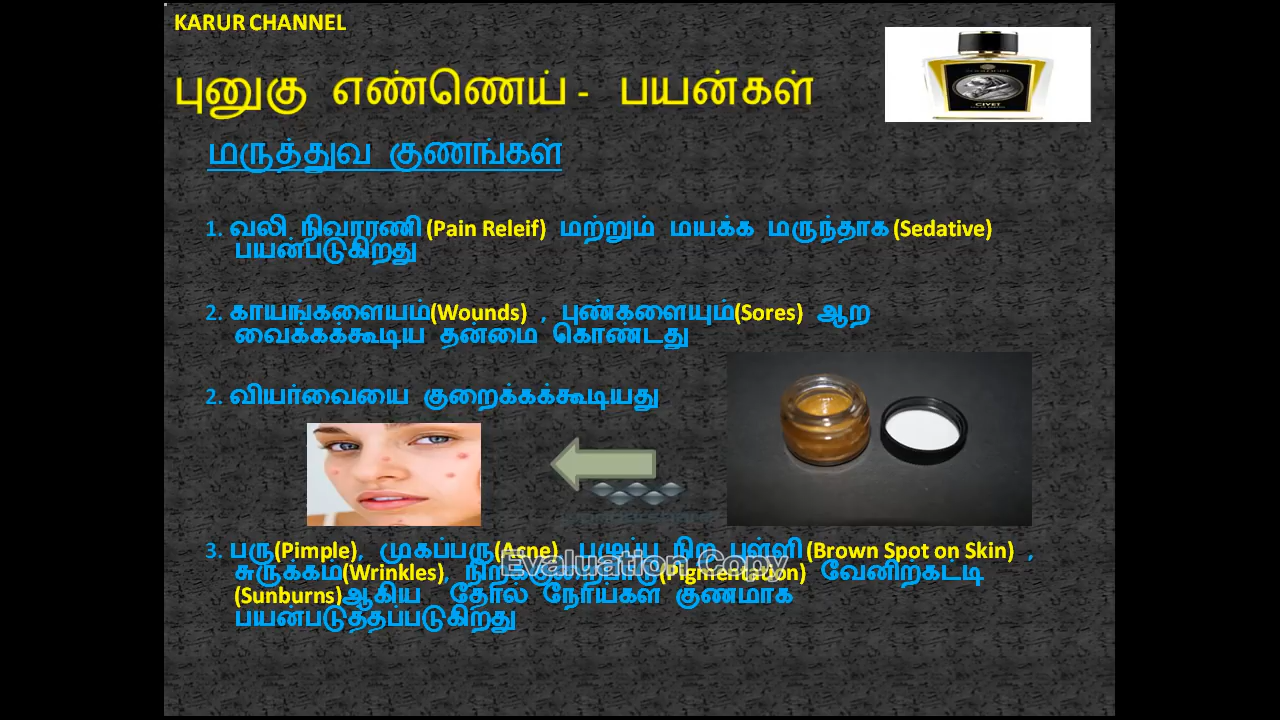 KARUR CHANNEL
புனுகு எண்ணெய் - பயன்கள்
CIVET
மருத்துவ குணங்கள்
1. வலி நிவாரணி (Pain Releif) மற்றும் மயக்க மருந்தாக (Sedative)
பயன்படுகிறது
2. காயங்களையம்(Wounds) , புண்களையும்(Sores) ஆற
வைக்கக்கூடிய தன்மை கொண்டது
2. வியர்வையை குறைக்கக்கூடியது
3. பரு(Pimple), முகப்பரு(Acne) பழுப்பு நிற புள்ளி (Brown Spot on Skin) ,
Evaluation Copy
சுருக்கம்(Wrinkles), (Pigmentation) வேனிற்கட்டி
(Sunburns)ஆகிய தோல் நோய்கள் குணமாக
பயன்படுத்தப்படுகிறது